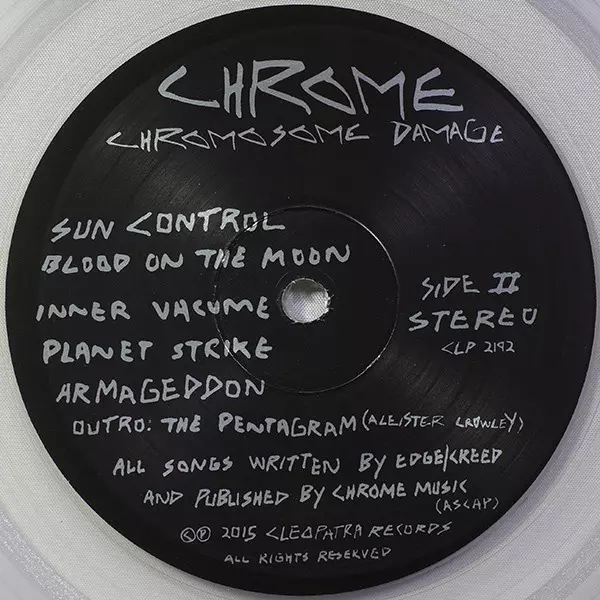 CHROME
CHROMOSOME DAMAGE
SUN CONTROL
BLOOD ON THE MOON
INNER VACUME
PLANET STRIKE
ARMAGEDDON
OUTRO: THE PENTAGRAM (ALEISTER CROWLEY)
SIDE II
STEREO
CLP 2192
ALL SONGS WRITTEN BY EDGE/CREED
AND PUBLISHED BY CHROME MUSIC
(ASCAP)
ⒸⓅ 2015 CLEOPATRA RECORDS
ALL RIGHTS RESERVED